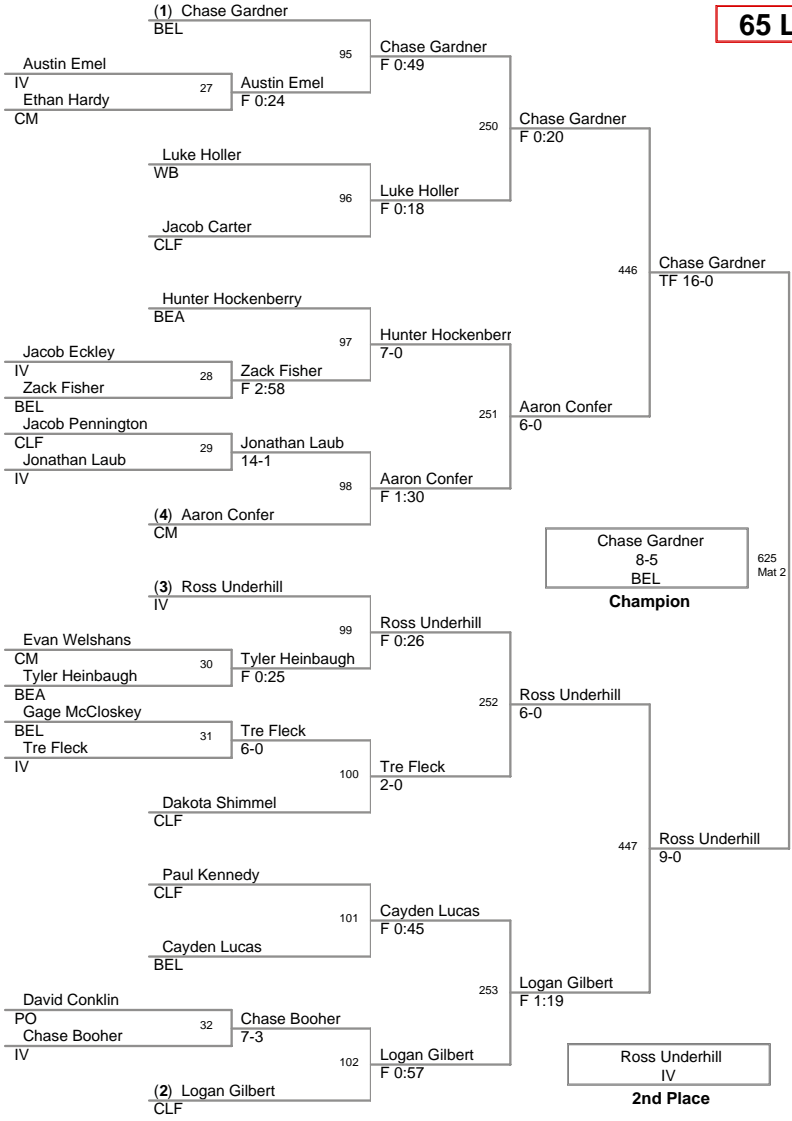 (1) Chase Gardner
BEL
65 L
95
Chase Gardner
F 0:49
Austin Emel
IV
27
Austin Emel
F 0:24
Ethan Hardy
CM
250
Chase Gardner
F 0:20
Luke Holler
WB
96
Luke Holler
F 0:18
Jacob Carter
CLF
446
Chase Gardner
TF 16-0
Hunter Hockenberry
BEA
97
Hunter Hockenberr
7-0
Jacob Eckley
IV
28
Zack Fisher
F 2:58
Zack Fisher
BEL
251
Aaron Confer
6-0
Jacob Pennington
CLF
29
Jonathan Laub
14-1
Jonathan Laub
IV
98
Aaron Confer
F 1:30
(4) Aaron Confer
CM
Chase Gardner
8-5
BEL
Champion
625
Mat 2
(3) Ross Underhill
IV
99
Ross Underhill
F 0:26
Evan Welshans
CM
30
Tyler Heinbaugh
F 0:25
Tyler Heinbaugh
BEA
252
Ross Underhill
6-0
Gage McCloskey
BEL
31
Tre Fleck
6-0
Tre Fleck
IV
100
Tre Fleck
2-0
Dakota Shimmel
CLF
447
Ross Underhill
9-0
Paul Kennedy
CLF
101
Cayden Lucas
F 0:45
Cayden Lucas
BEL
253
Logan Gilbert
F 1:19
David Conklin
PO
32
Chase Booher
7-3
Chase Booher
IV
102
Logan Gilbert
F 0:57
(2) Logan Gilbert
CLF
Ross Underhill
IV
2nd Place